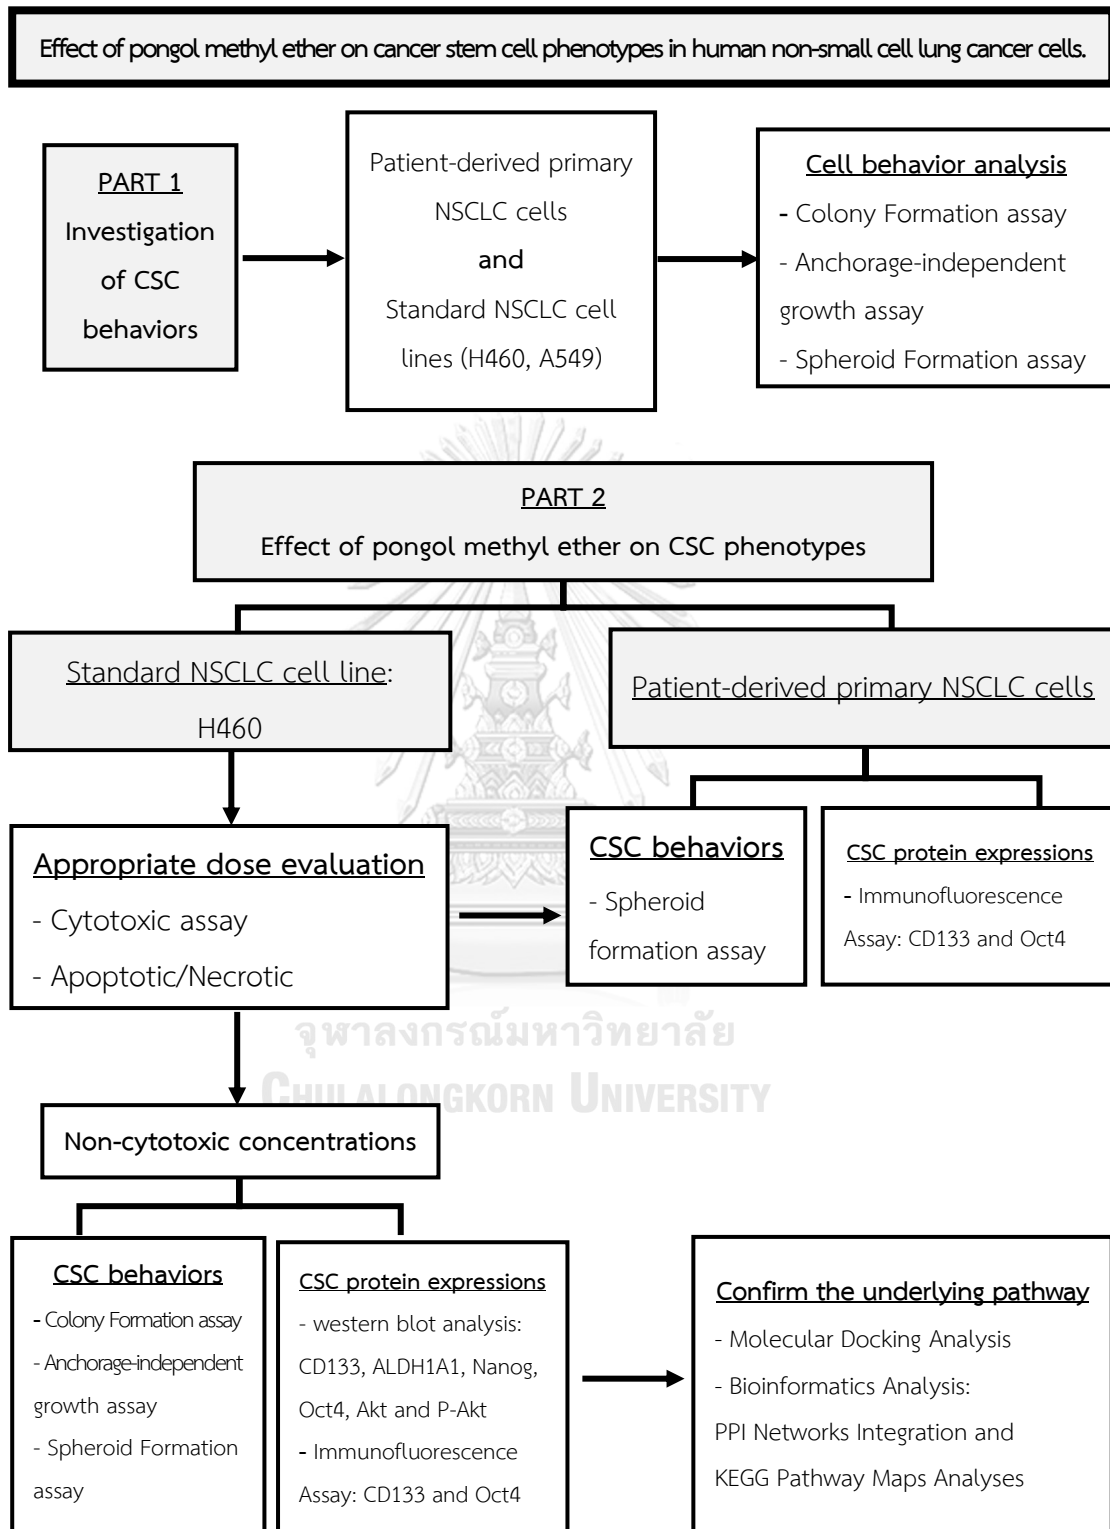 Effect of pongol methyl ether on cancer stem cell phenotypes in human non-small cell lung cancer cells.
PART 1
Investigation
of CSC
behaviors
Patient-derived primary
NSCLC cells
and
Standard NSCLC cell
lines (H460, A549)
Cell behavior analysis
- Colony Formation assay
- Anchorage-independent
growth assay
- Spheroid Formation assay
PART 2
Effect of pongol methyl ether on CSC phenotypes
Standard NSCLC cell line:
H460
Patient-derived primary NSCLC cells
Appropriate dose evaluation
- Cytotoxic assay
- Apoptotic/Necrotic
CSC behaviors
- Spheroid
formation assay
CSC protein expressions
- Immunofluorescence
Assay: CD133 and Oct4
จุฬาลงกรณ์มหาวิทยาลัย
CHULALONGKORN UNIVERSITY
Non-cytotoxic concentrations
CSC behaviors
- Colony Formation assay
- Anchorage-independent
growth assay
- Spheroid Formation
assay
CSC protein expressions
- western blot analysis:
CD133, ALDH1A1, Nanog,
Oct4, Akt and P-Akt
- Immunofluorescence
Assay: CD133 and Oct4
Confirm the underlying pathway
- Molecular Docking Analysis
- Bioinformatics Analysis:
PPI Networks Integration and
KEGG Pathway Maps Analyses